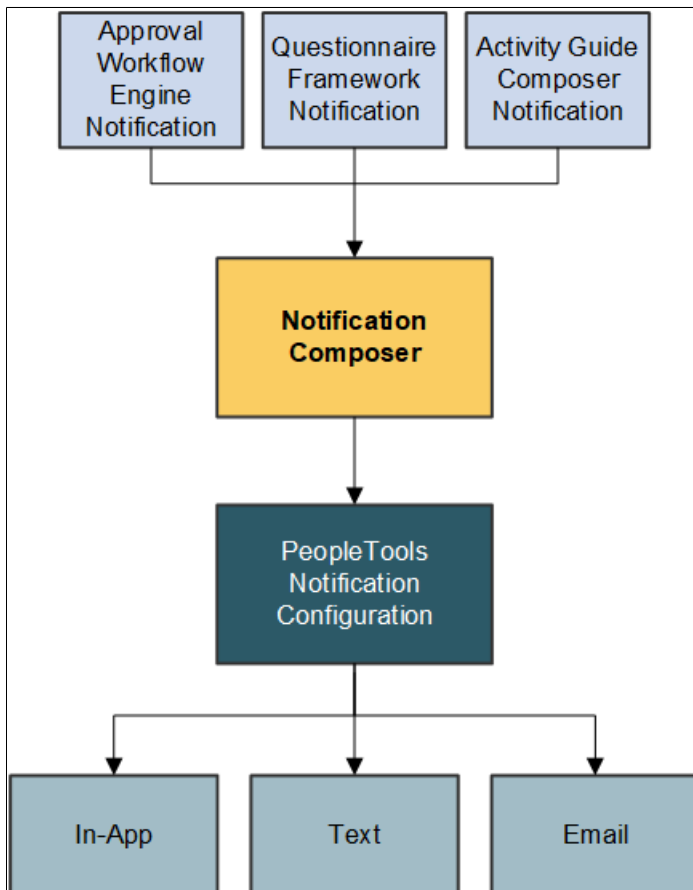 Approval
Workflow
Engine
Notification
Questionnaire
Framework
Notification
Activity Guide
Composer
Notification
Notification
Composer
PeopleTools
Notification
Configuration
In-App
Text
Email